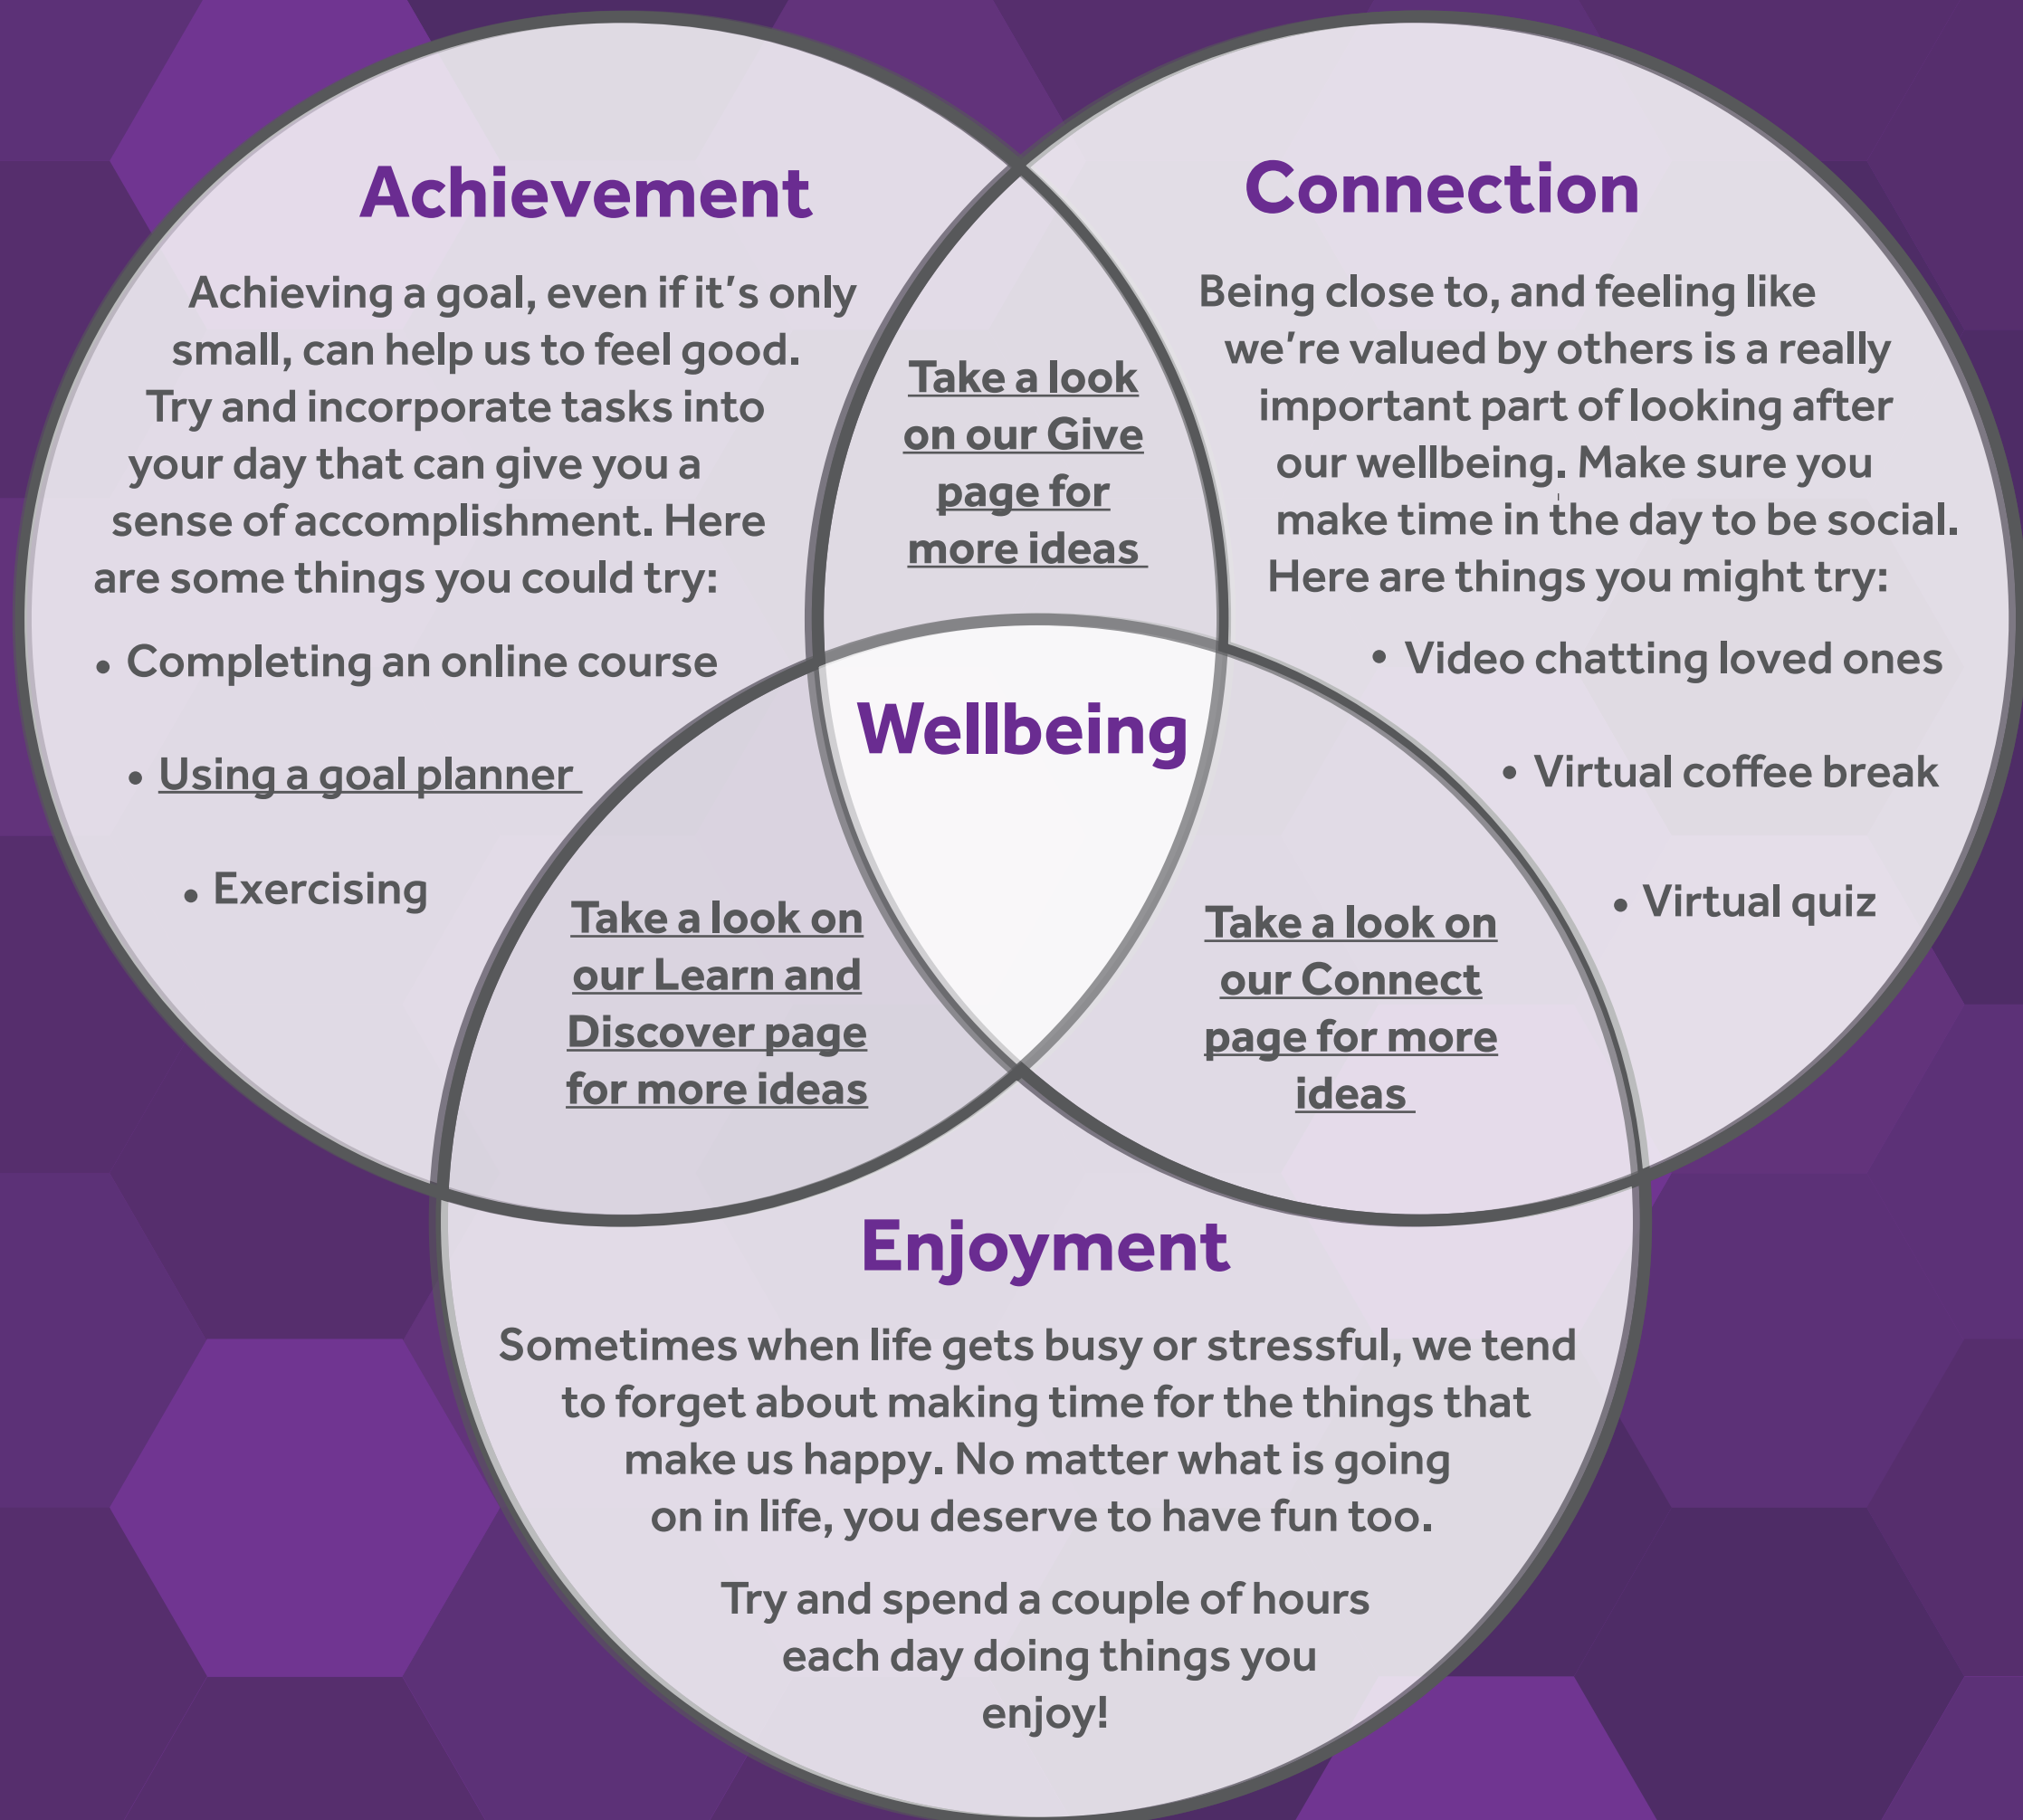 Achievement
Achieving a goal, even if it's only
small, can help us to feel good.
Try and incorporate tasks into
your day that can give you a
sense of accomplishment. Here
are some things you could try:
• Completing an online course
• Using a goal planner
• Exercising
Take a look
on our Give
page for
more ideas
Connection
Being close to, and feeling like
we're valued by others is a really
important part of looking after
our wellbeing. Make sure you
make time in the day to be social.
Here are things you might try:
• Video chatting loved ones
• Virtual coffee break
• Virtual quiz
Wellbeing
Take a look on
our Learn and
Discover page
for more ideas
Take a look on
our Connect
page for more
ideas
Enjoyment
Sometimes when life gets busy or stressful, we tend
to forget about making time for the things that
make us happy. No matter what is going
on in life, you deserve to have fun too.
Try and spend a couple of hours
each day doing things you
enjoy!